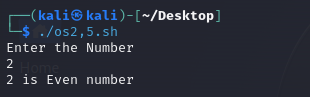 ┌──(kali㉿kali)-[~/Desktop]
└─$ ./os2,5.sh
Enter the Number
2
2 is Even number